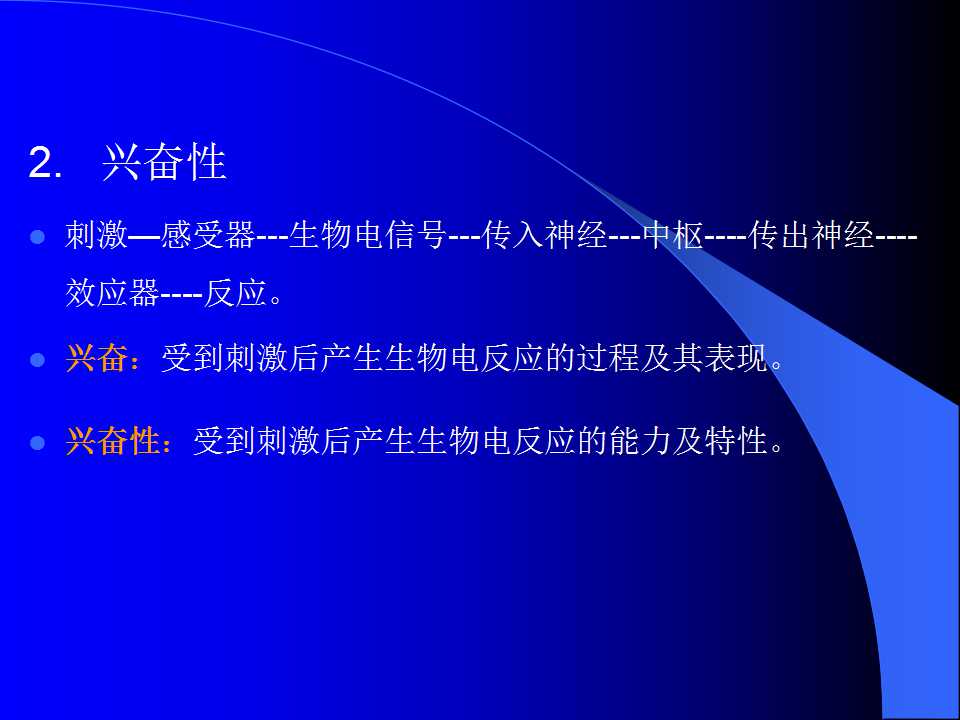 2. 兴奋性
刺激—感受器---生物电信号---传入神经---中枢----传出神经----
效应器----反应。
兴奋：受到刺激后产生生物电反应的过程及其表现。
兴奋性：受到刺激后产生生物电反应的能力及特性。